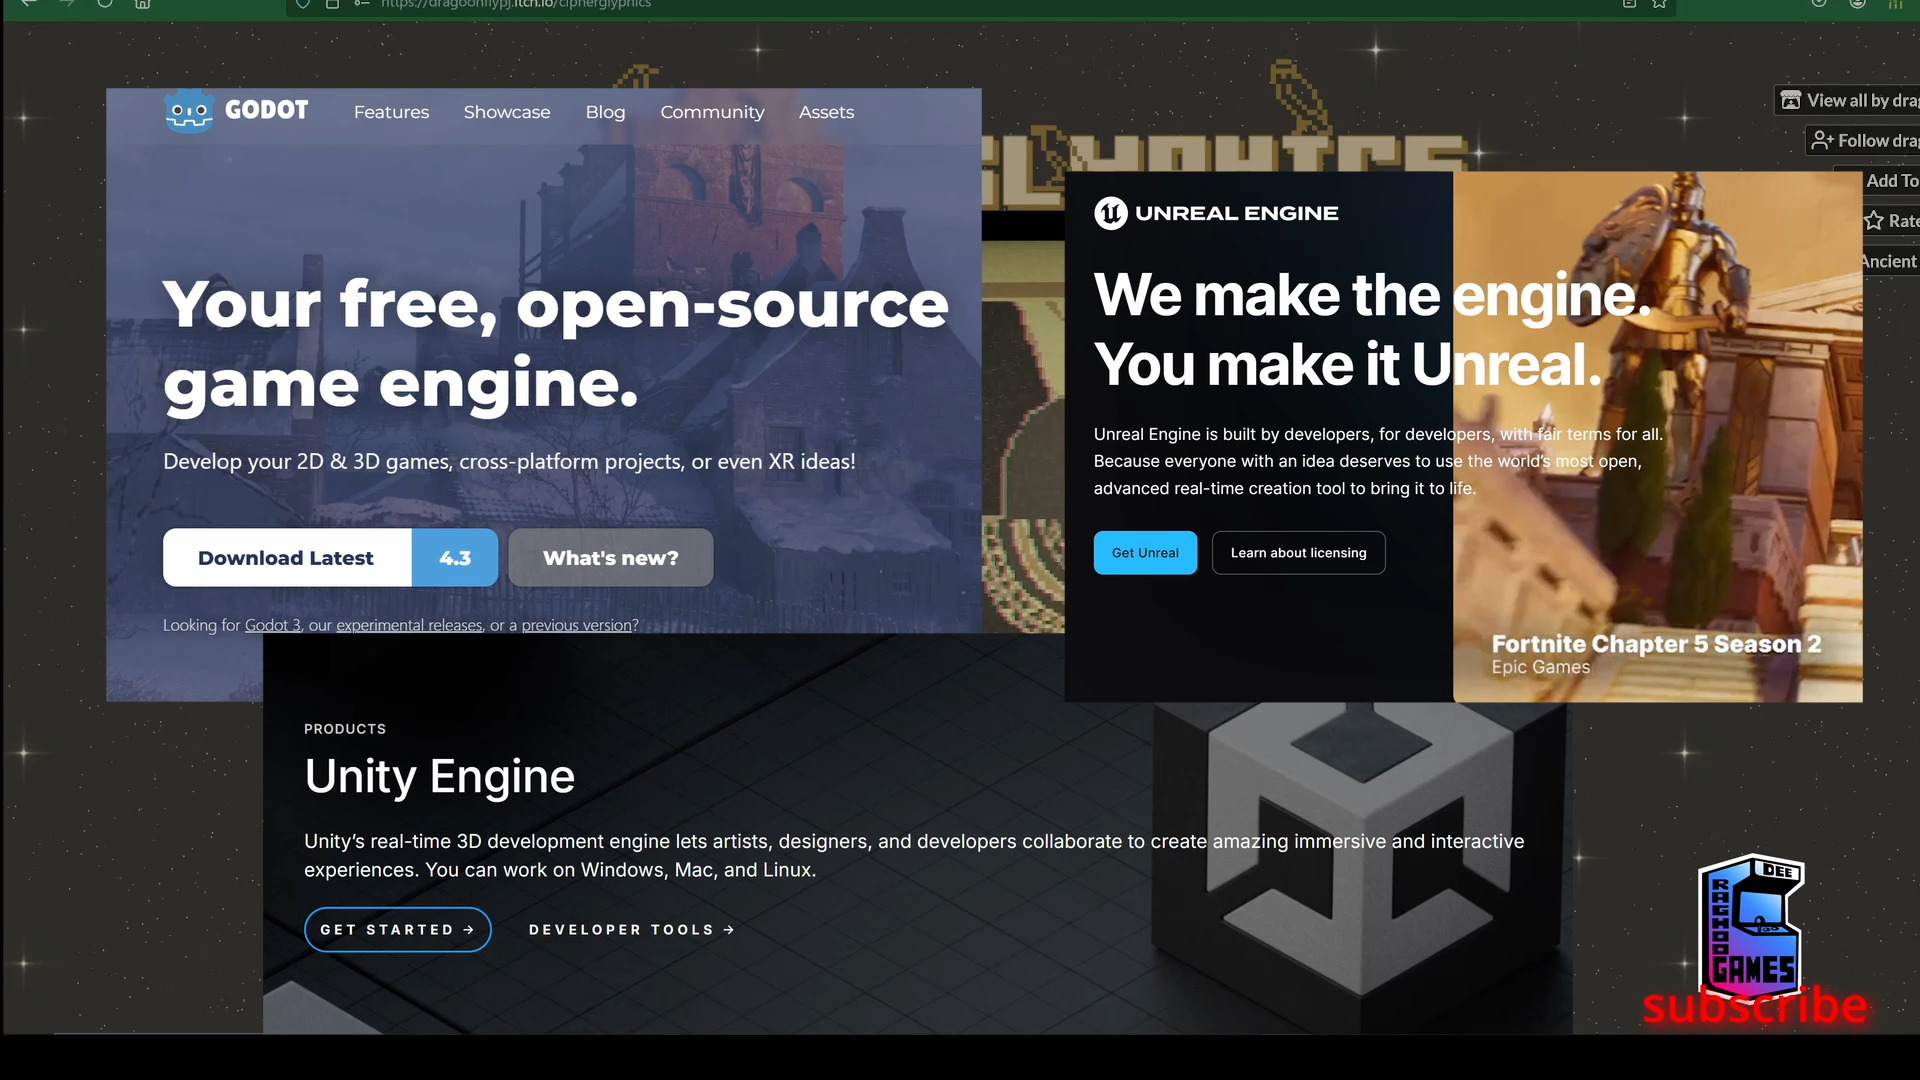 https://dragoonflypj.itch.io/cipherglyphics
View all by drag
Follow drag
Add To
Rate
Ancient
GODOT
Features
Showcase
Blog
Community
Assets
Your free, open-source
game engine.
Develop your 2D & 3D games, cross-platform projects, or even XR ideas!
Download Latest
4.3
What's new?
Looking for Godot 3, our experimental releases, or a previous version?
UNREAL ENGINE
We make the engine.
You make it Unreal.
Unreal Engine is built by developers, for developers, with fair terms for all.
Because everyone with an idea deserves to use the world's most open,
advanced real-time creation tool to bring it to life.
Get Unreal
Learn about licensing
Fortnite Chapter 5 Season 2
Epic Games
PRODUCTS
Unity Engine
Unity's real-time 3D development engine lets artists, designers, and developers collaborate to create amazing immersive and interactive
experiences. You can work on Windows, Mac, and Linux.
GET STARTED →
DEVELOPER TOOLS →
DEE
RAGNOO
GAMES
subscribe